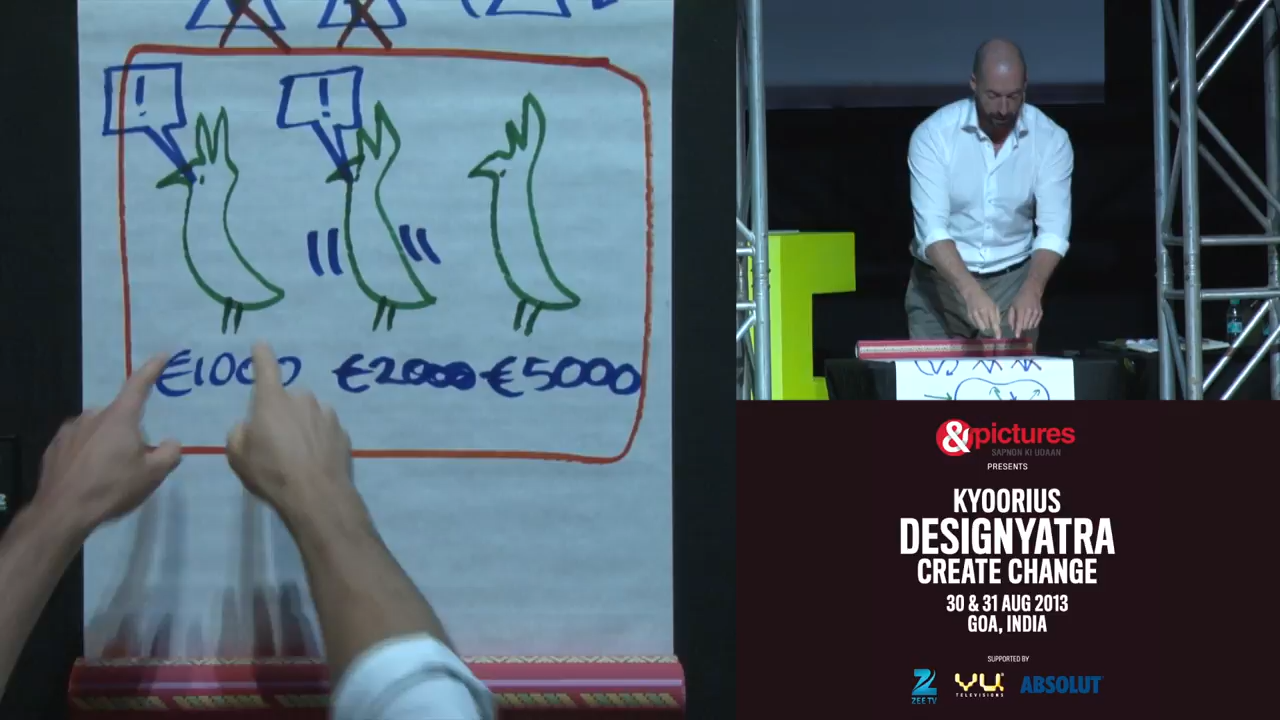 !
!
€1000 €2000 €5000
E
&pictures
SAPNON KI UDAAN
PRESENTS
KYOORIUS
DESIGNYATRA
CREATE CHANGE
30 & 31 AUG 2013
GOA, INDIA
SUPPORTED BY
Z
ZEE TV
YU
TELEVISIONS
ABSOLUT